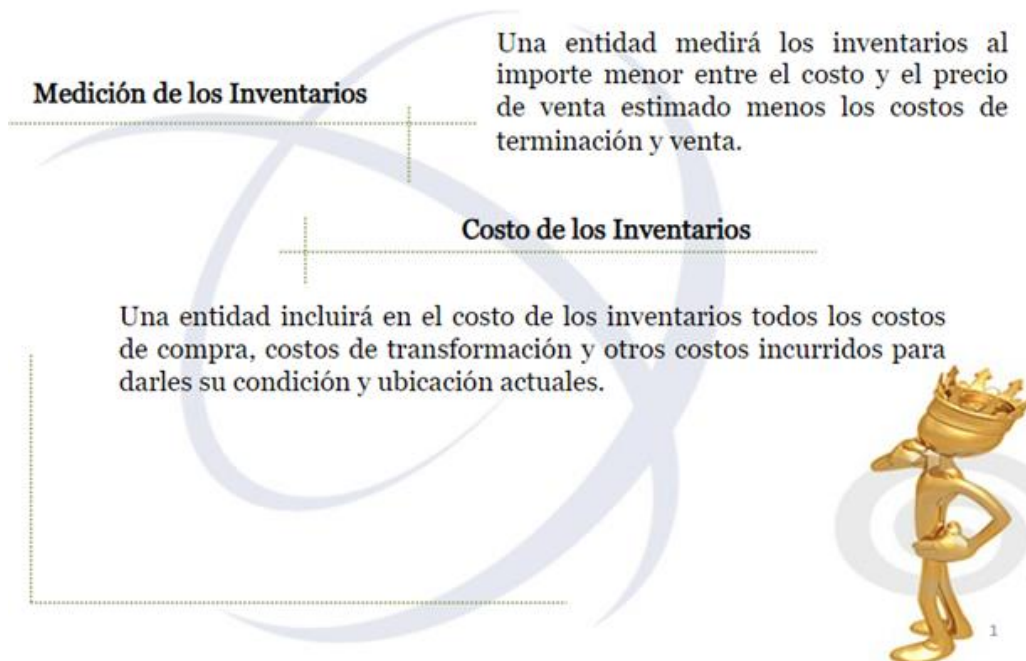 Medición de los Inventarios
Una entidad medirá los inventarios al
importe menor entre el costo y el precio
de venta estimado menos los costos de
terminación y venta.
Costo de los Inventarios
Una entidad incluirá en el costo de los inventarios todos los costos
de compra, costos de transformación y otros costos incurridos para
darles su condición y ubicación actuales.
1